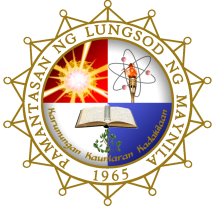 PAMANTASAN NG LUNGSOD NG MAYNILA
Karunungan Kaunlaran Kadakilaan
1965